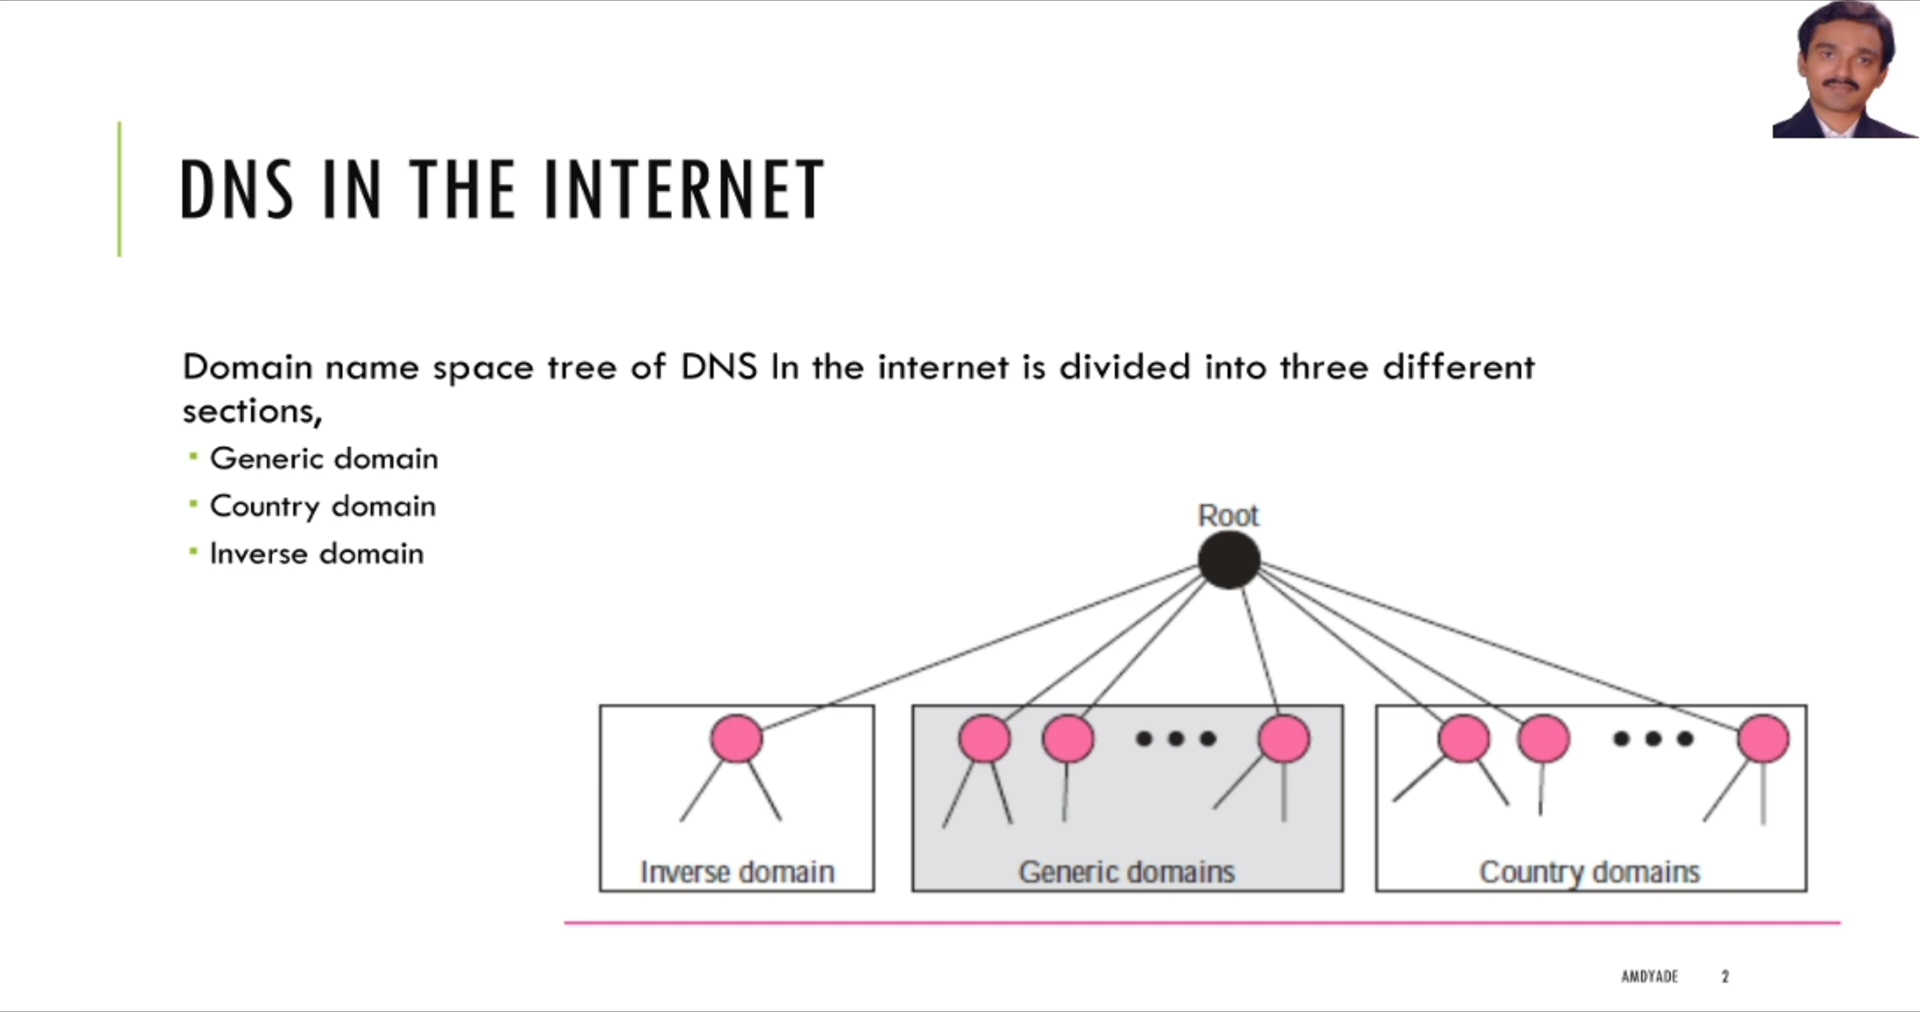 DNS IN THE INTERNET
Domain name space tree of DNS In the internet is divided into three different
sections,
Generic domain
Country domain
Inverse domain
Root
Inverse domain
Generic domains
Country domains
AMDYADE
2